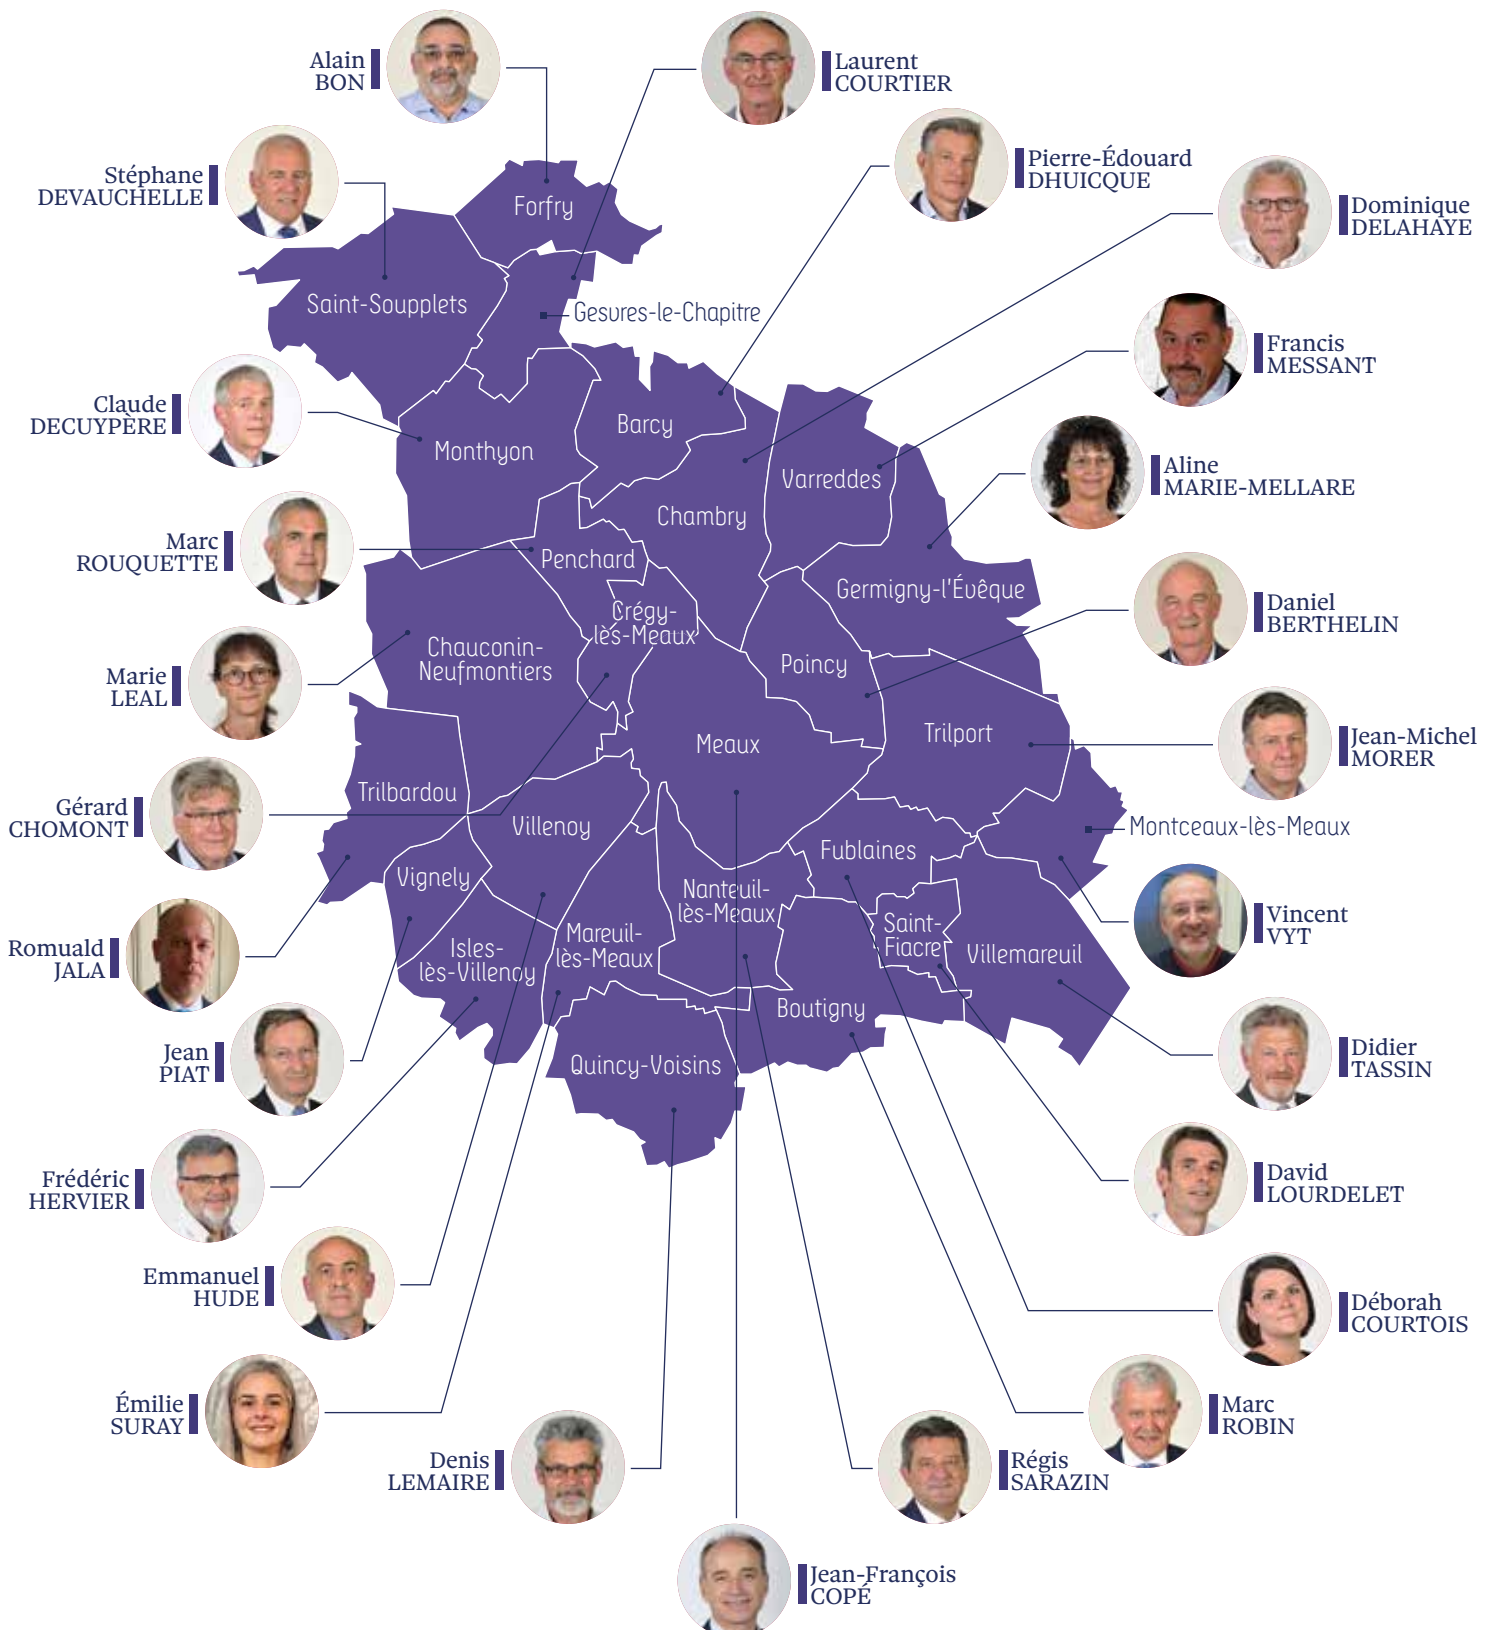 Alain
BON
Laurent
COURTIER
Pierre-Édouard
DHUICQUE
Stéphane
DEVAUCHELLE
Dominique
DELAHAYE
Forfry
Saint-Soupplets
Gesvres-le-Chapitre
Francis
MESSANT
Claude
DECUYPÈRE
Barcy
Monthyon
Varreddes
Aline
MARIE-MELLARE
Chambry
Marc
ROUQUETTE
Penchard
Germigny-l'Évêque
Crégy-
lès-Meaux
Daniel
BERTHELIN
Chauconin-
Neufmontiers
Poincy
Marie
LEAL
Meaux
Trilport
Jean-Michel
MORER
Trilbardou
Gérard
CHOMONT
Villenoy
Montceaux-lès-Meaux
Fublaines
Vignely
Nanteuil-
lès-Meaux
Saint-
Fiacre
Vincent
VYT
Romuald
JALA
Isles-
lès-Villenoy
Mareuil-
lès-Meaux
Villemareuil
Boutigny
Jean
PIAT
Quincy-Voisins
Didier
TASSIN
Frédéric
HERVIER
David
LOURDELET
Emmanuel
HUDE
Déborah
COURTOIS
Émilie
SURAY
Marc
ROBIN
Denis
LEMAIRE
Régis
SARAZIN
Jean-François
COPÉ